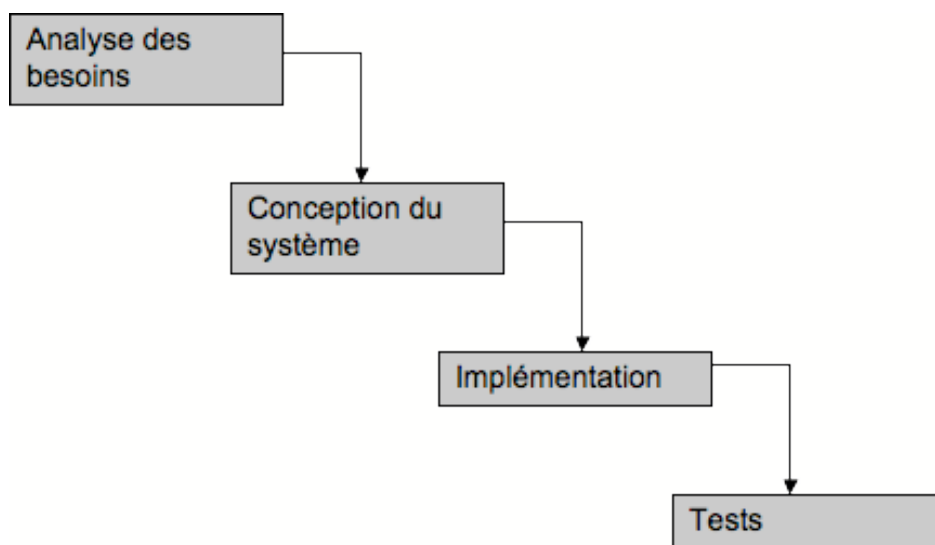 Analyse des
besoins
Conception du
système
Implémentation
Tests